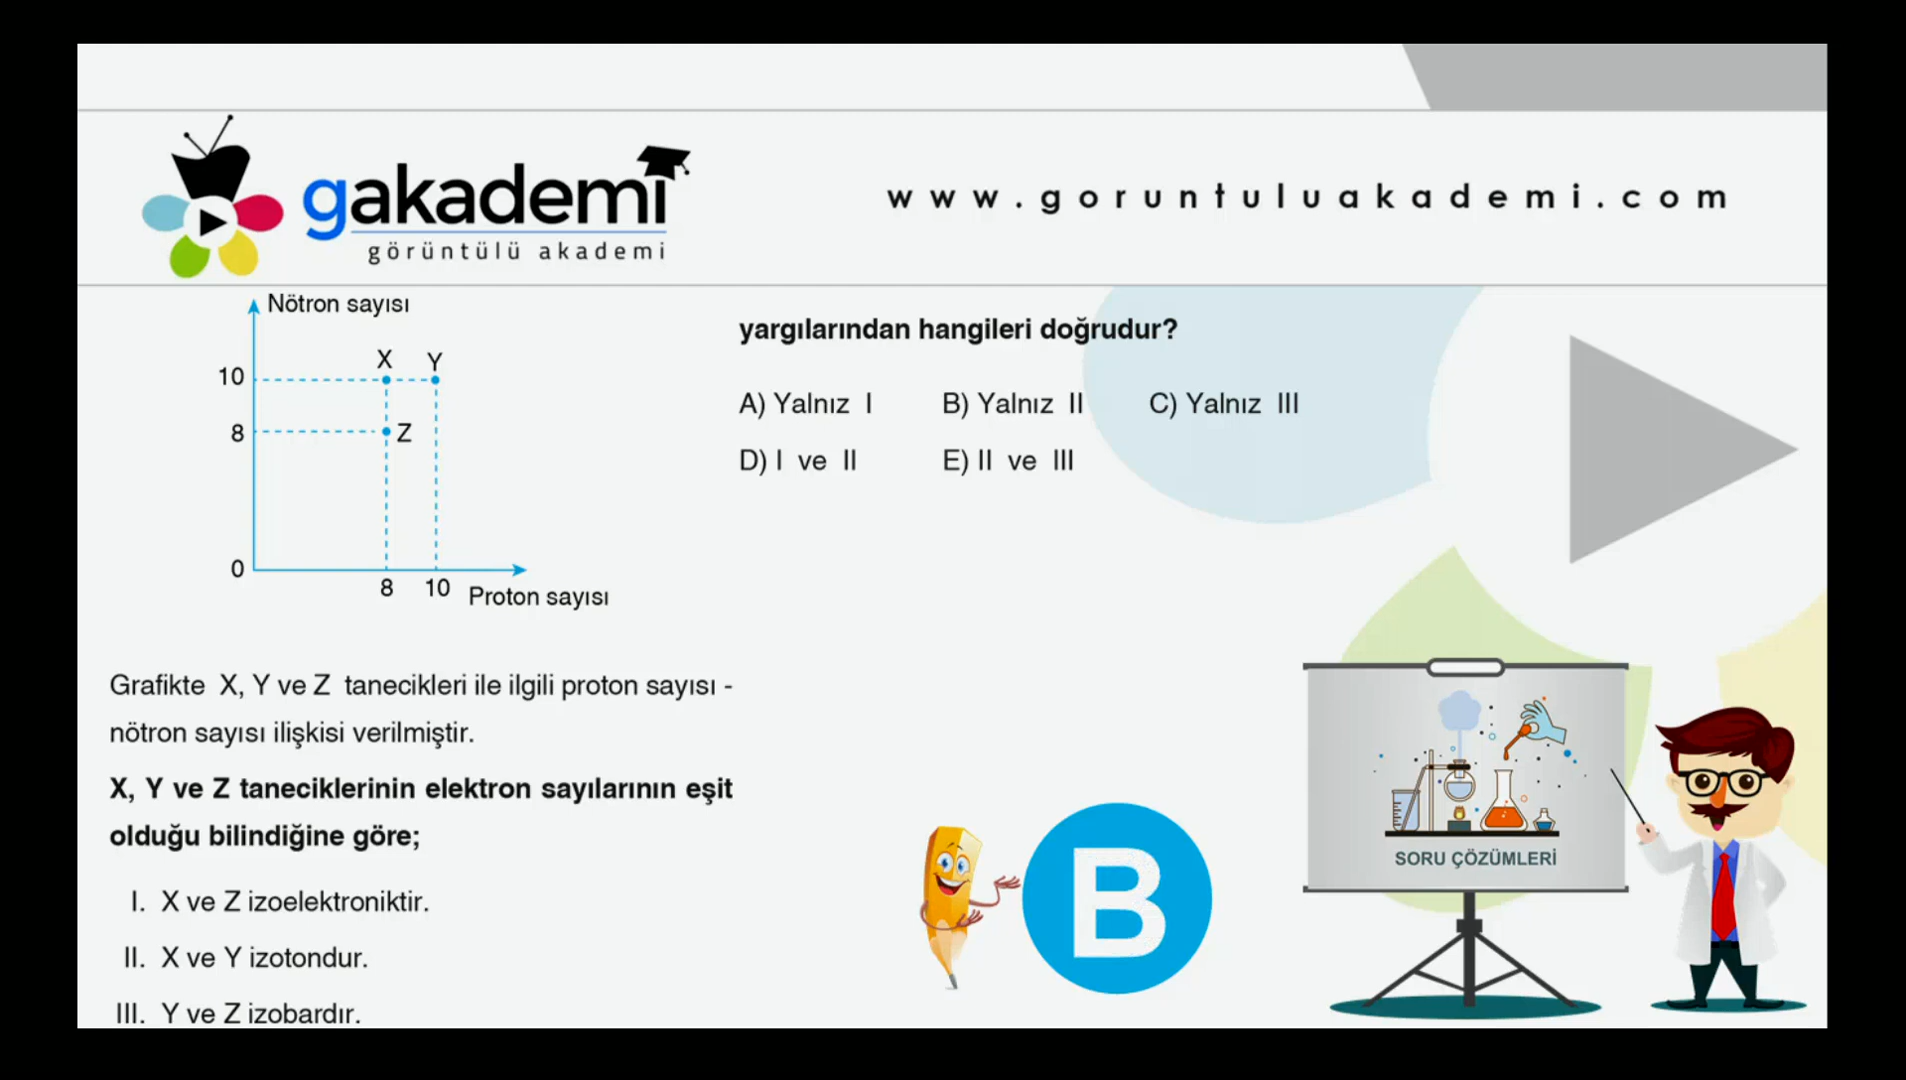 gakademi
görüntülü akademi
www.goruntuluakademi.com
Nötron sayısı
X Y
10
8 Z
0
8 10 Proton sayısı
Grafikte X, Y ve Z tanecikleri ile ilgili proton sayısı -
nötron sayısı ilişkisi verilmiştir.
X, Y ve Z taneciklerinin elektron sayılarının eşit
olduğu bilindiğine göre;
I. X ve Z izoelektroniktir.
II. X ve Y izotondur.
III. Y ve Z izobardır.
yargılarından hangileri doğrudur?
A) Yalnız I B) Yalnız II C) Yalnız III
D) I ve II E) II ve III
B
SORU ÇÖZÜMLERİ